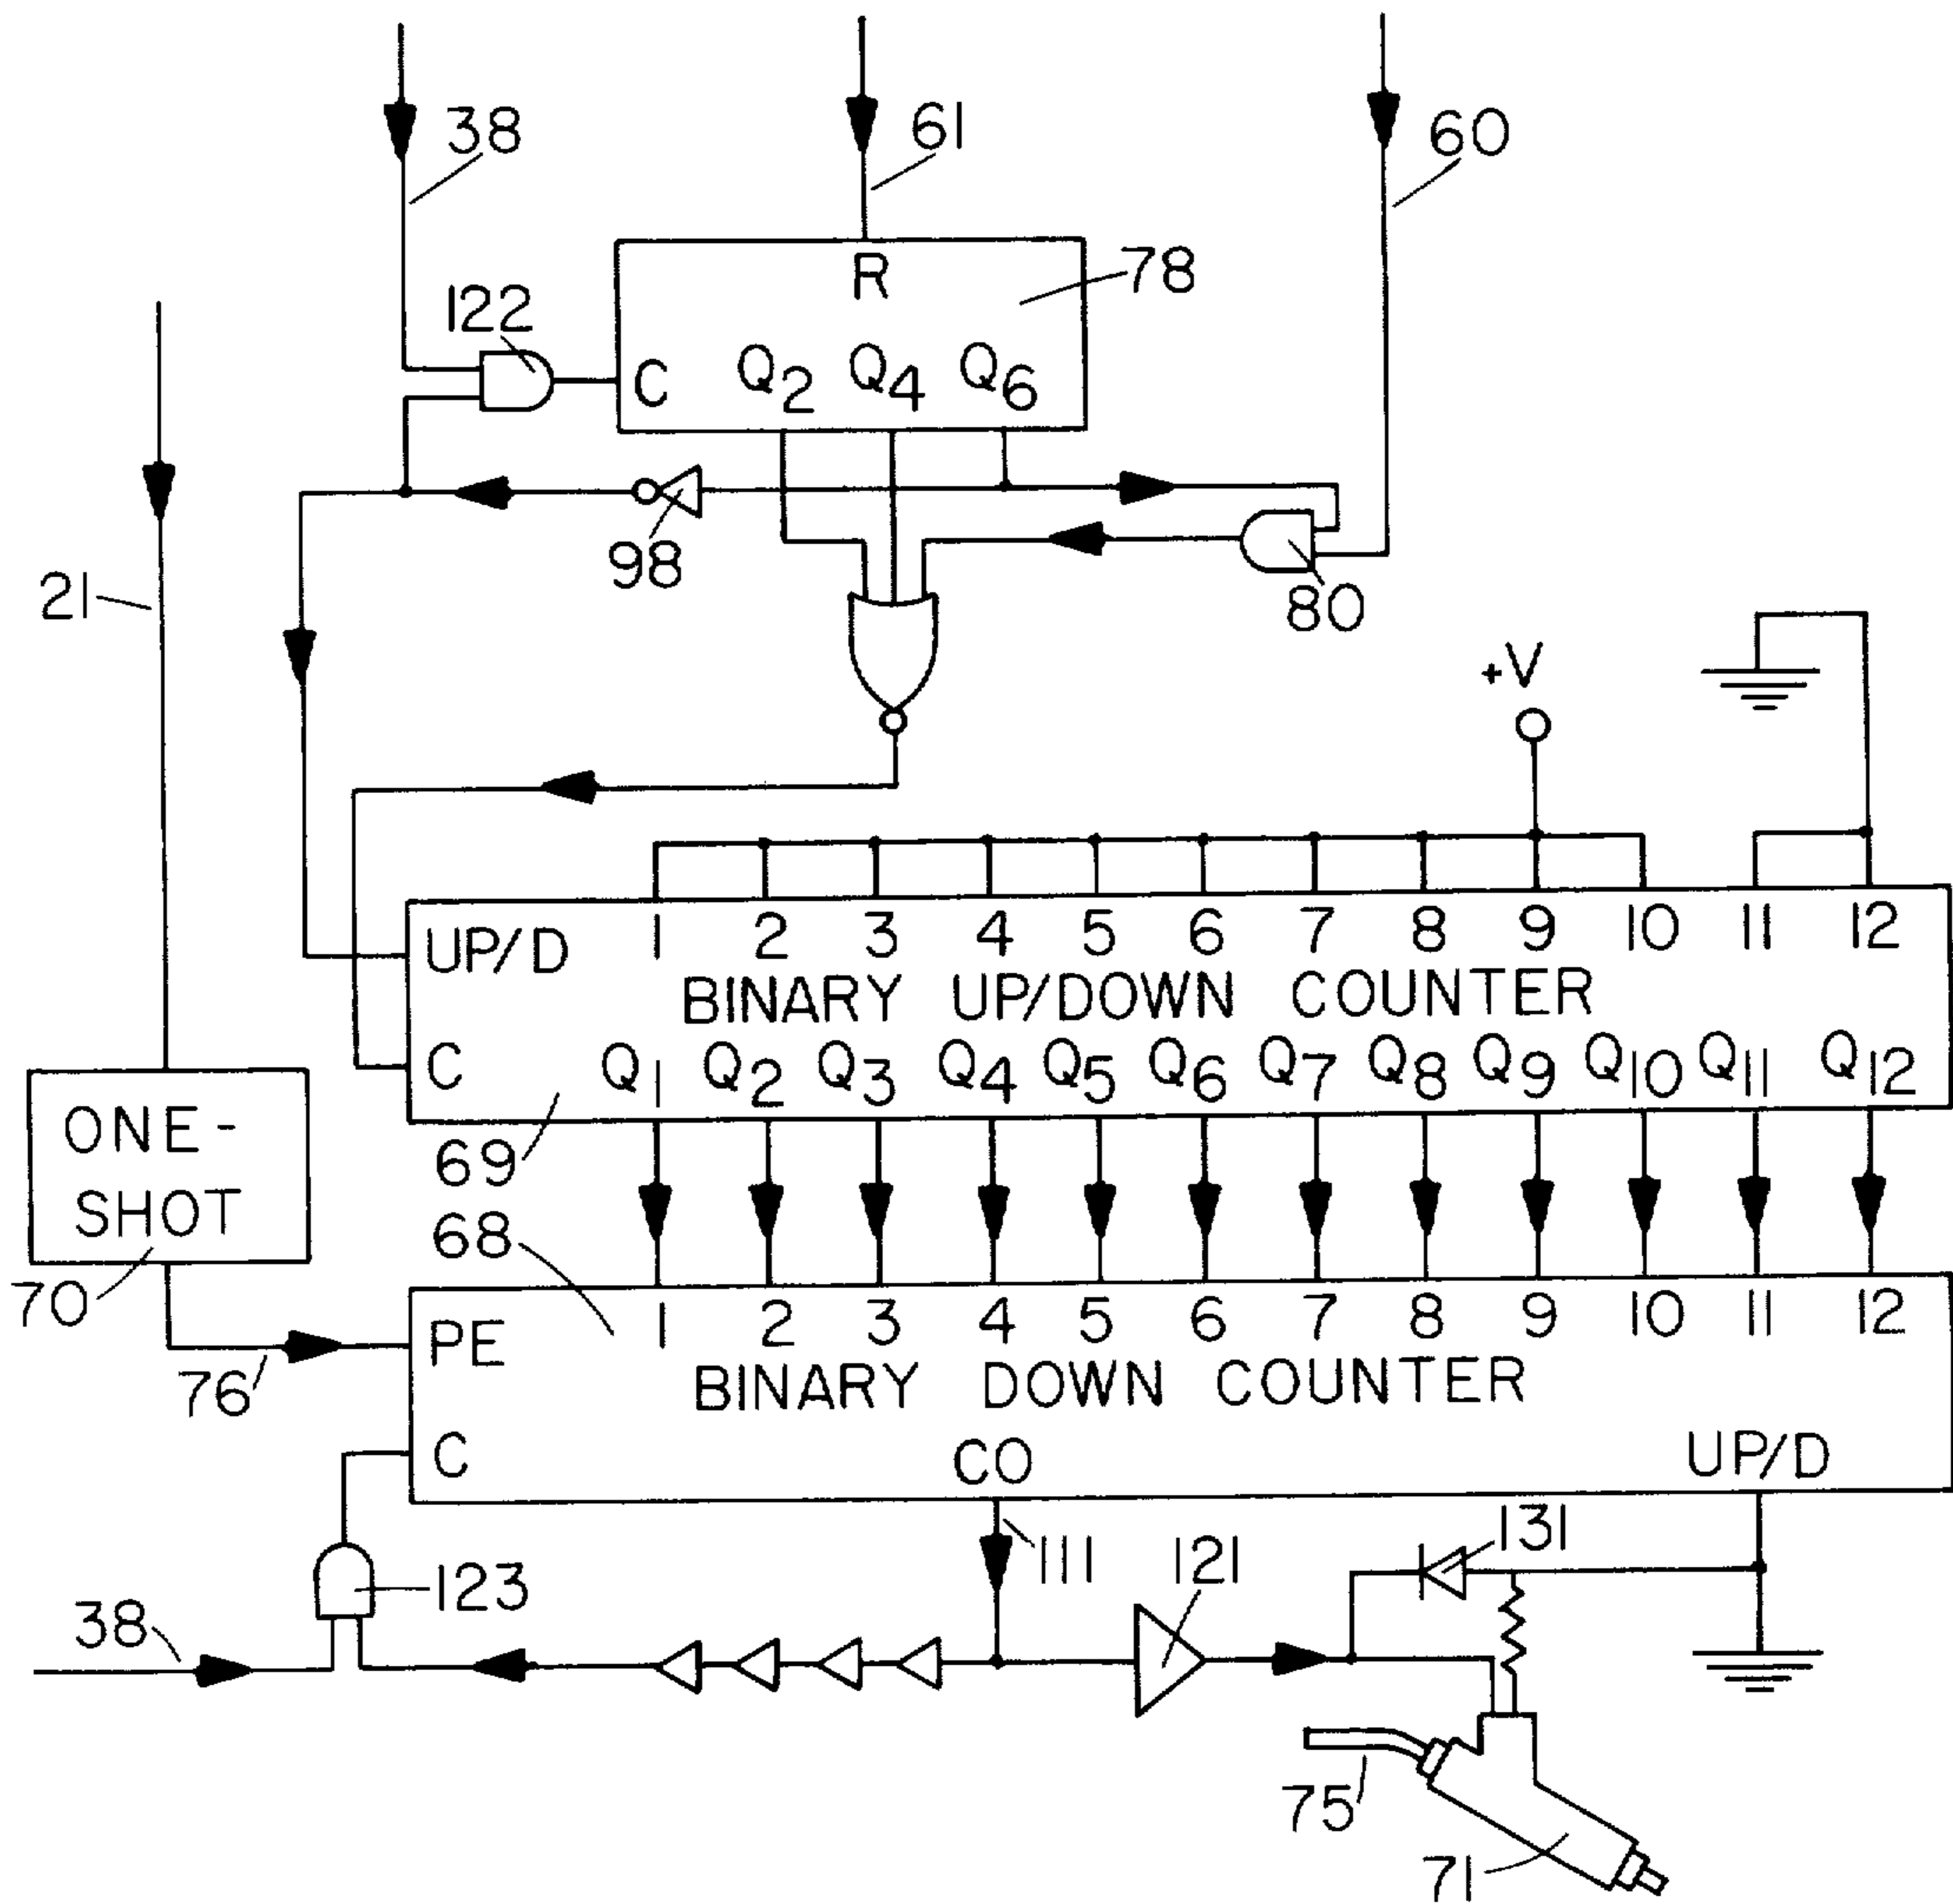 38
61
60
R
78
122
C
Q2
Q4
Q6
98
80
21
+V
UP/D
1 2 3 4 5 6 7 8 9 10 11 12
BINARY UP/DOWN COUNTER
C
Q1 Q2 Q3 Q4 Q5 Q6 Q7 Q8 Q9 Q10 Q11 Q12
ONE-
SHOT
69
68
70
76
PE
1 2 3 4 5 6 7 8 9 10 11 12
BINARY DOWN COUNTER
C
CO
UP/D
123
111
121
131
38
75
71